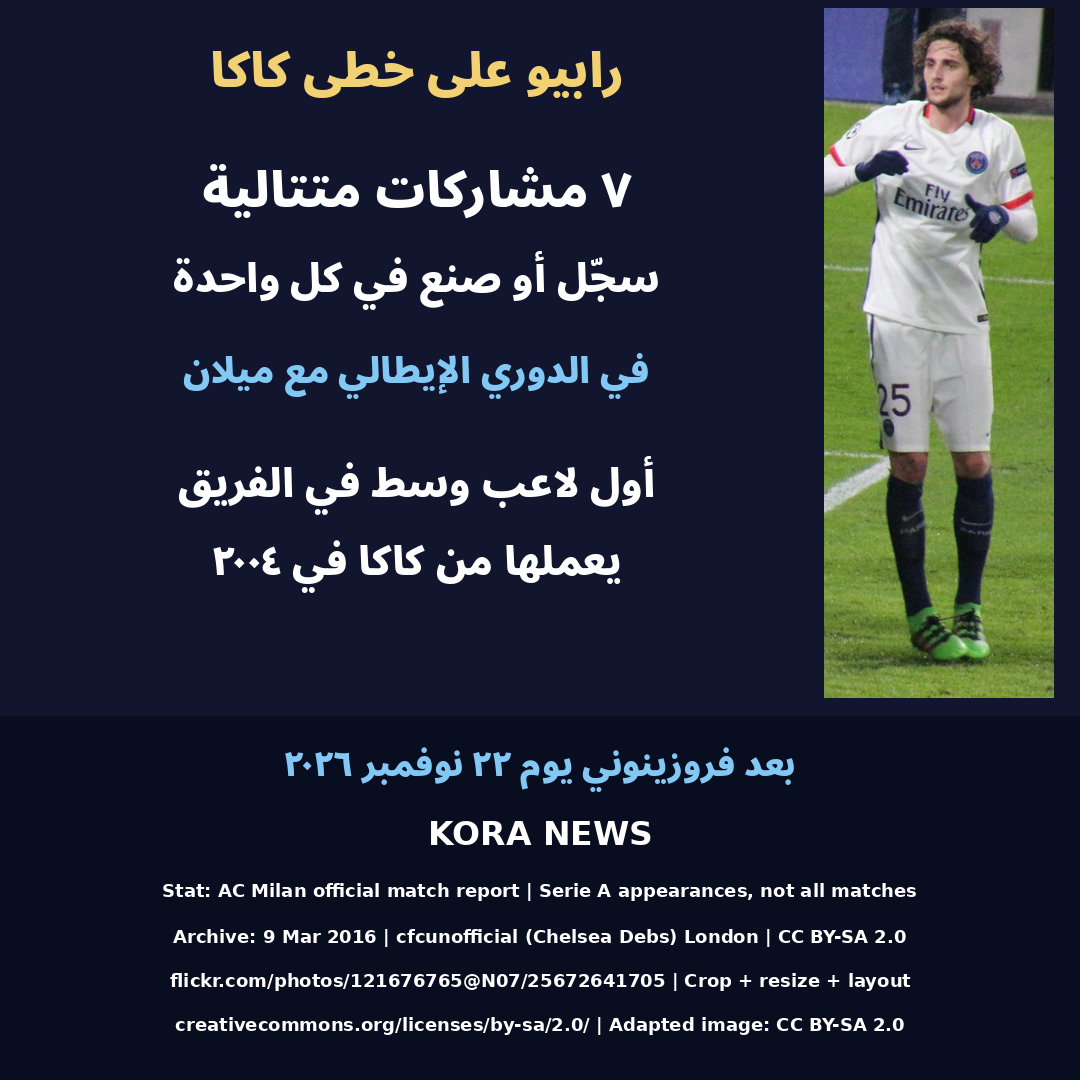 رابيو على خطى كاكا
٧ مشاركات متتالية
سجّل أو صنع في كل واحدة
في الدوري الإيطالي مع ميلان
أول لاعب وسط في الفريق
يعملها من كاكا في ٢٠٠٤
Fly
Emirates
25
بعد فروزينوني يوم ٢٢ نوفمبر ٢٠٢٦
KORA NEWS
Stat: AC Milan official match report | Serie A appearances, not all matches
Archive: 9 Mar 2016 | cfcunofficial (Chelsea Debs) London | CC BY-SA 2.0
flickr.com/photos/121676765@N07/25672641705 | Crop + resize + layout
creativecommons.org/licenses/by-sa/2.0/ | Adapted image: CC BY-SA 2.0